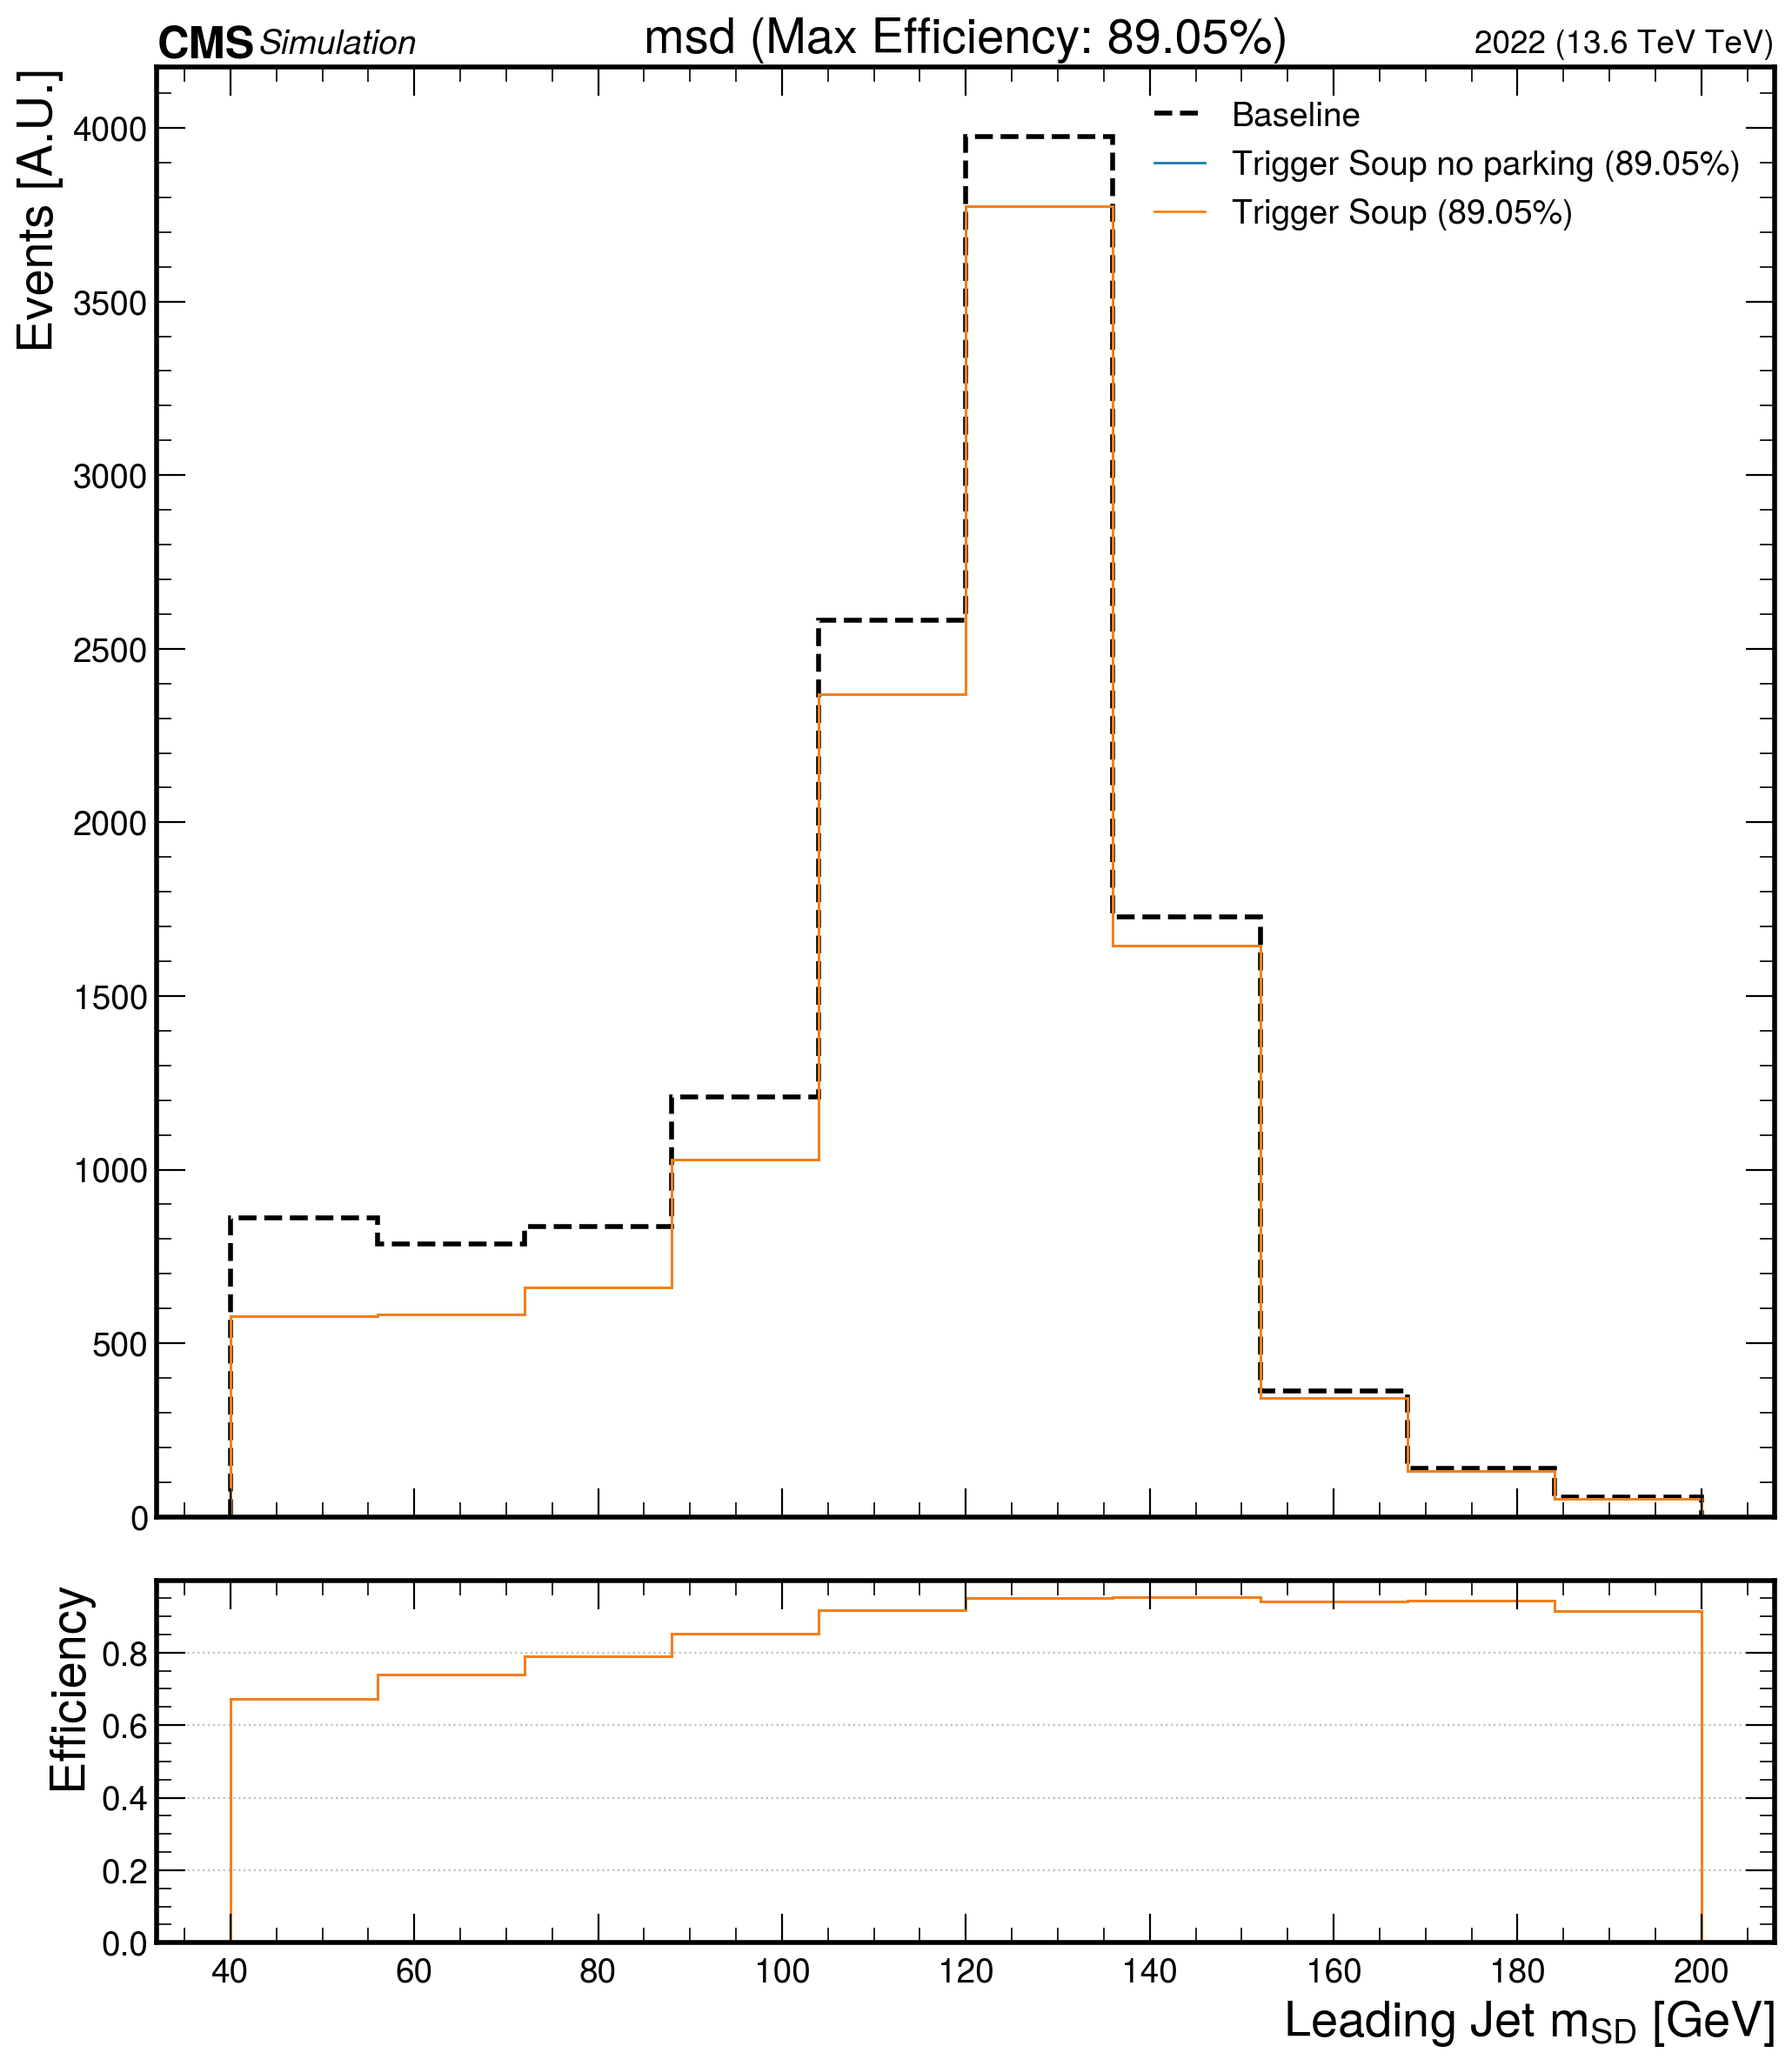 CMS Simulation
msd (Max Efficiency: 89.05%)
2022 (13.6 TeV TeV)
Events [A.U.]
4000
3500
3000
2500
2000
1500
1000
500
0
Baseline
Trigger Soup no parking (89.05%)
Trigger Soup (89.05%)
Efficiency
0.8
0.6
0.4
0.2
0.0
40 60 80 100 120 140 160 180 200
Leading Jet mSD [GeV]